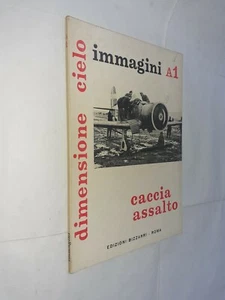 dimensione cielo
immagini A1
caccia
assalto
EDIZIONI BIZZARRI - ROMA